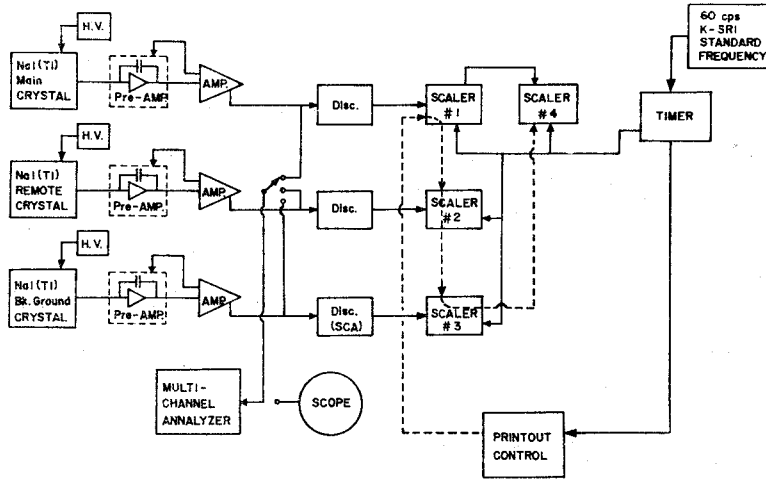 H.V.
NaI(Tl)
Main
CRYSTAL
Pre-AMP.
AMP.
Disc.
SCALER
#1
SCALER
#4
60 cps
K-SRI
STANDARD
FREQUENCY
TIMER
H.V.
NaI(Tl)
REMOTE
CRYSTAL
Pre-AMP.
AMP.
Disc.
SCALER
#2
H.V.
NaI(Tl)
Bk. Ground
CRYSTAL
Pre-AMP.
AMP.
Disc.
(SCA)
SCALER
#3
MULTI-
CHANNEL
ANNALYZER
SCOPE
PRINTOUT
CONTROL